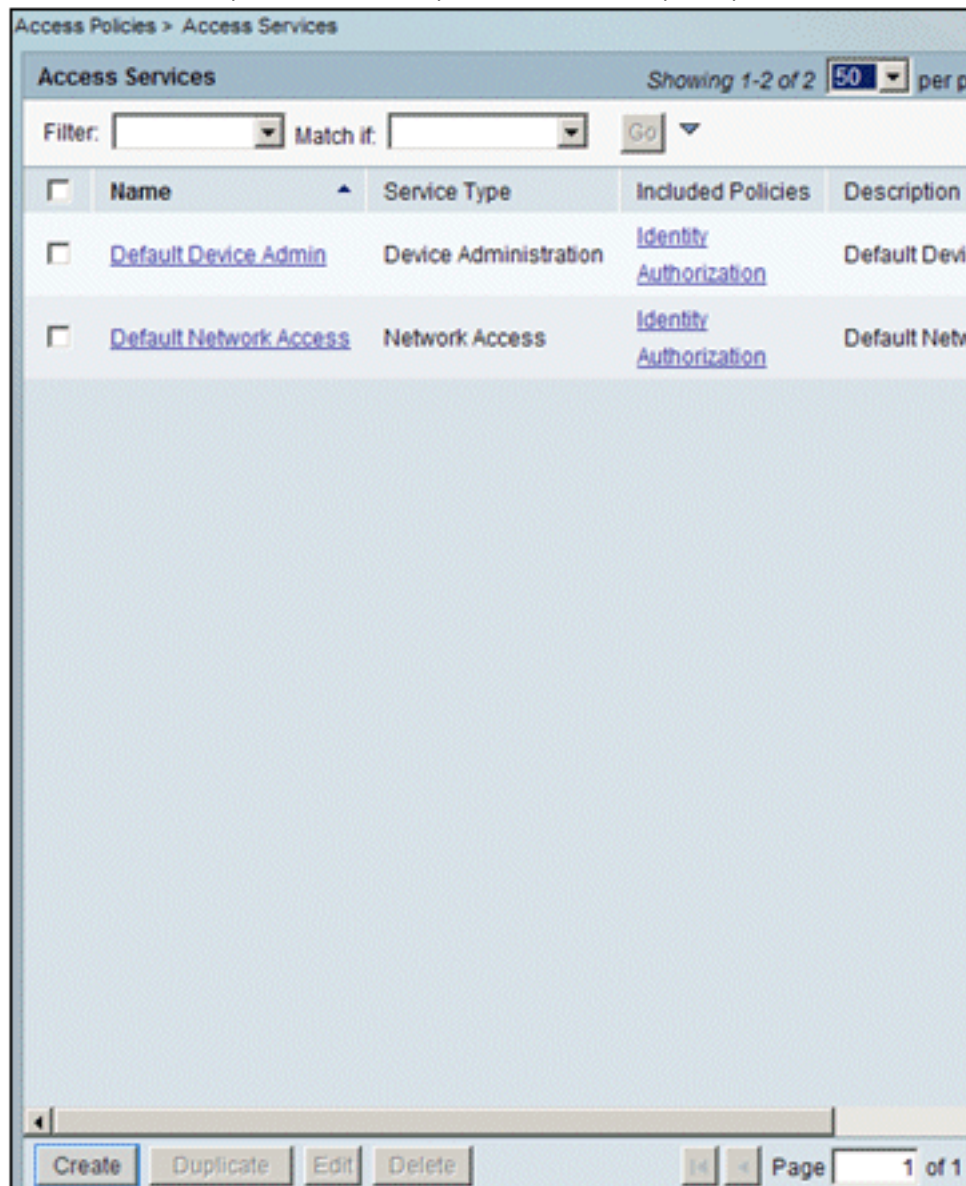 Access Policies > Access Services
Access Services Showing 1-2 of 2 50 per p
Filter: Match if: Go
Name Service Type Included Policies Description
Default Device Admin Device Administration Identity Authorization Default Devi
Default Network Access Network Access Identity Authorization Default Netw
Create Duplicate Edit Delete Page 1 of 1